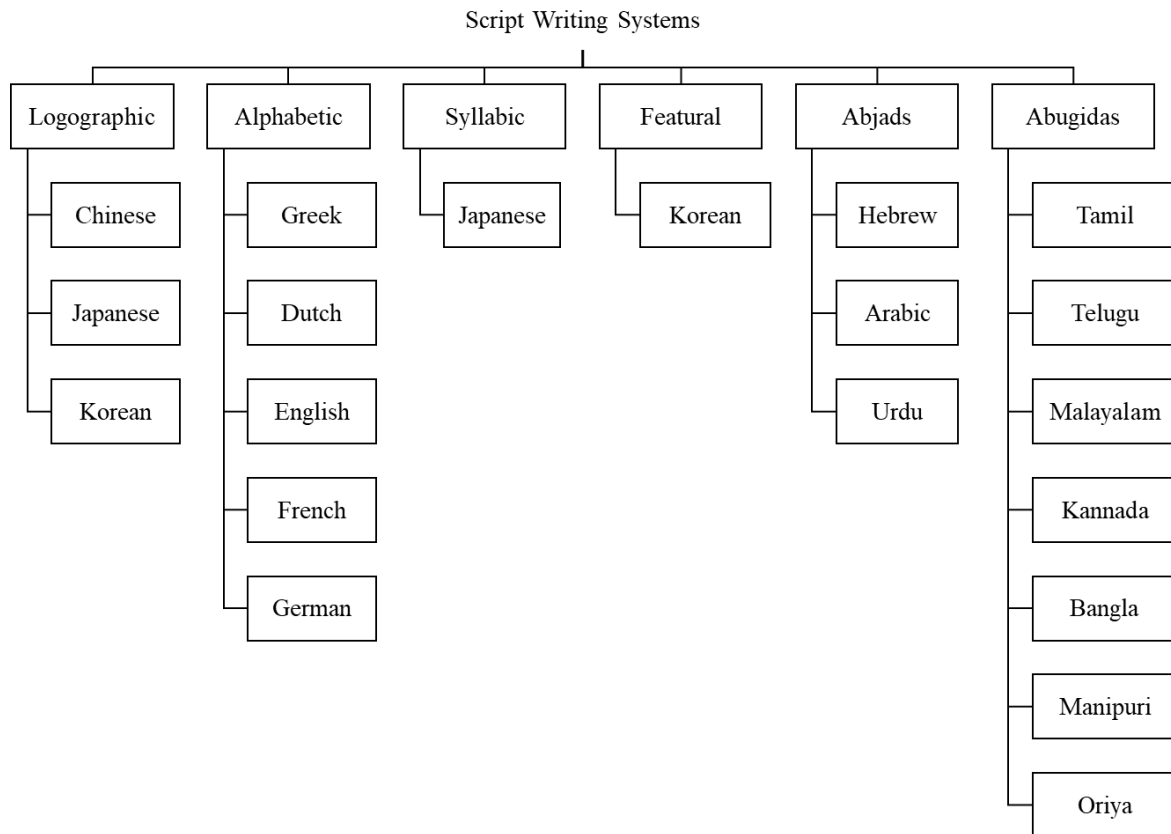 Script Writing Systems
Logographic
Alphabetic
Syllabic
Featural
Abjads
Abugidas
Chinese
Greek
Japanese
Korean
Hebrew
Tamil
Japanese
Dutch
Arabic
Telugu
Korean
English
Urdu
Malayalam
French
Kannada
German
Bangla
Manipuri
Oriya